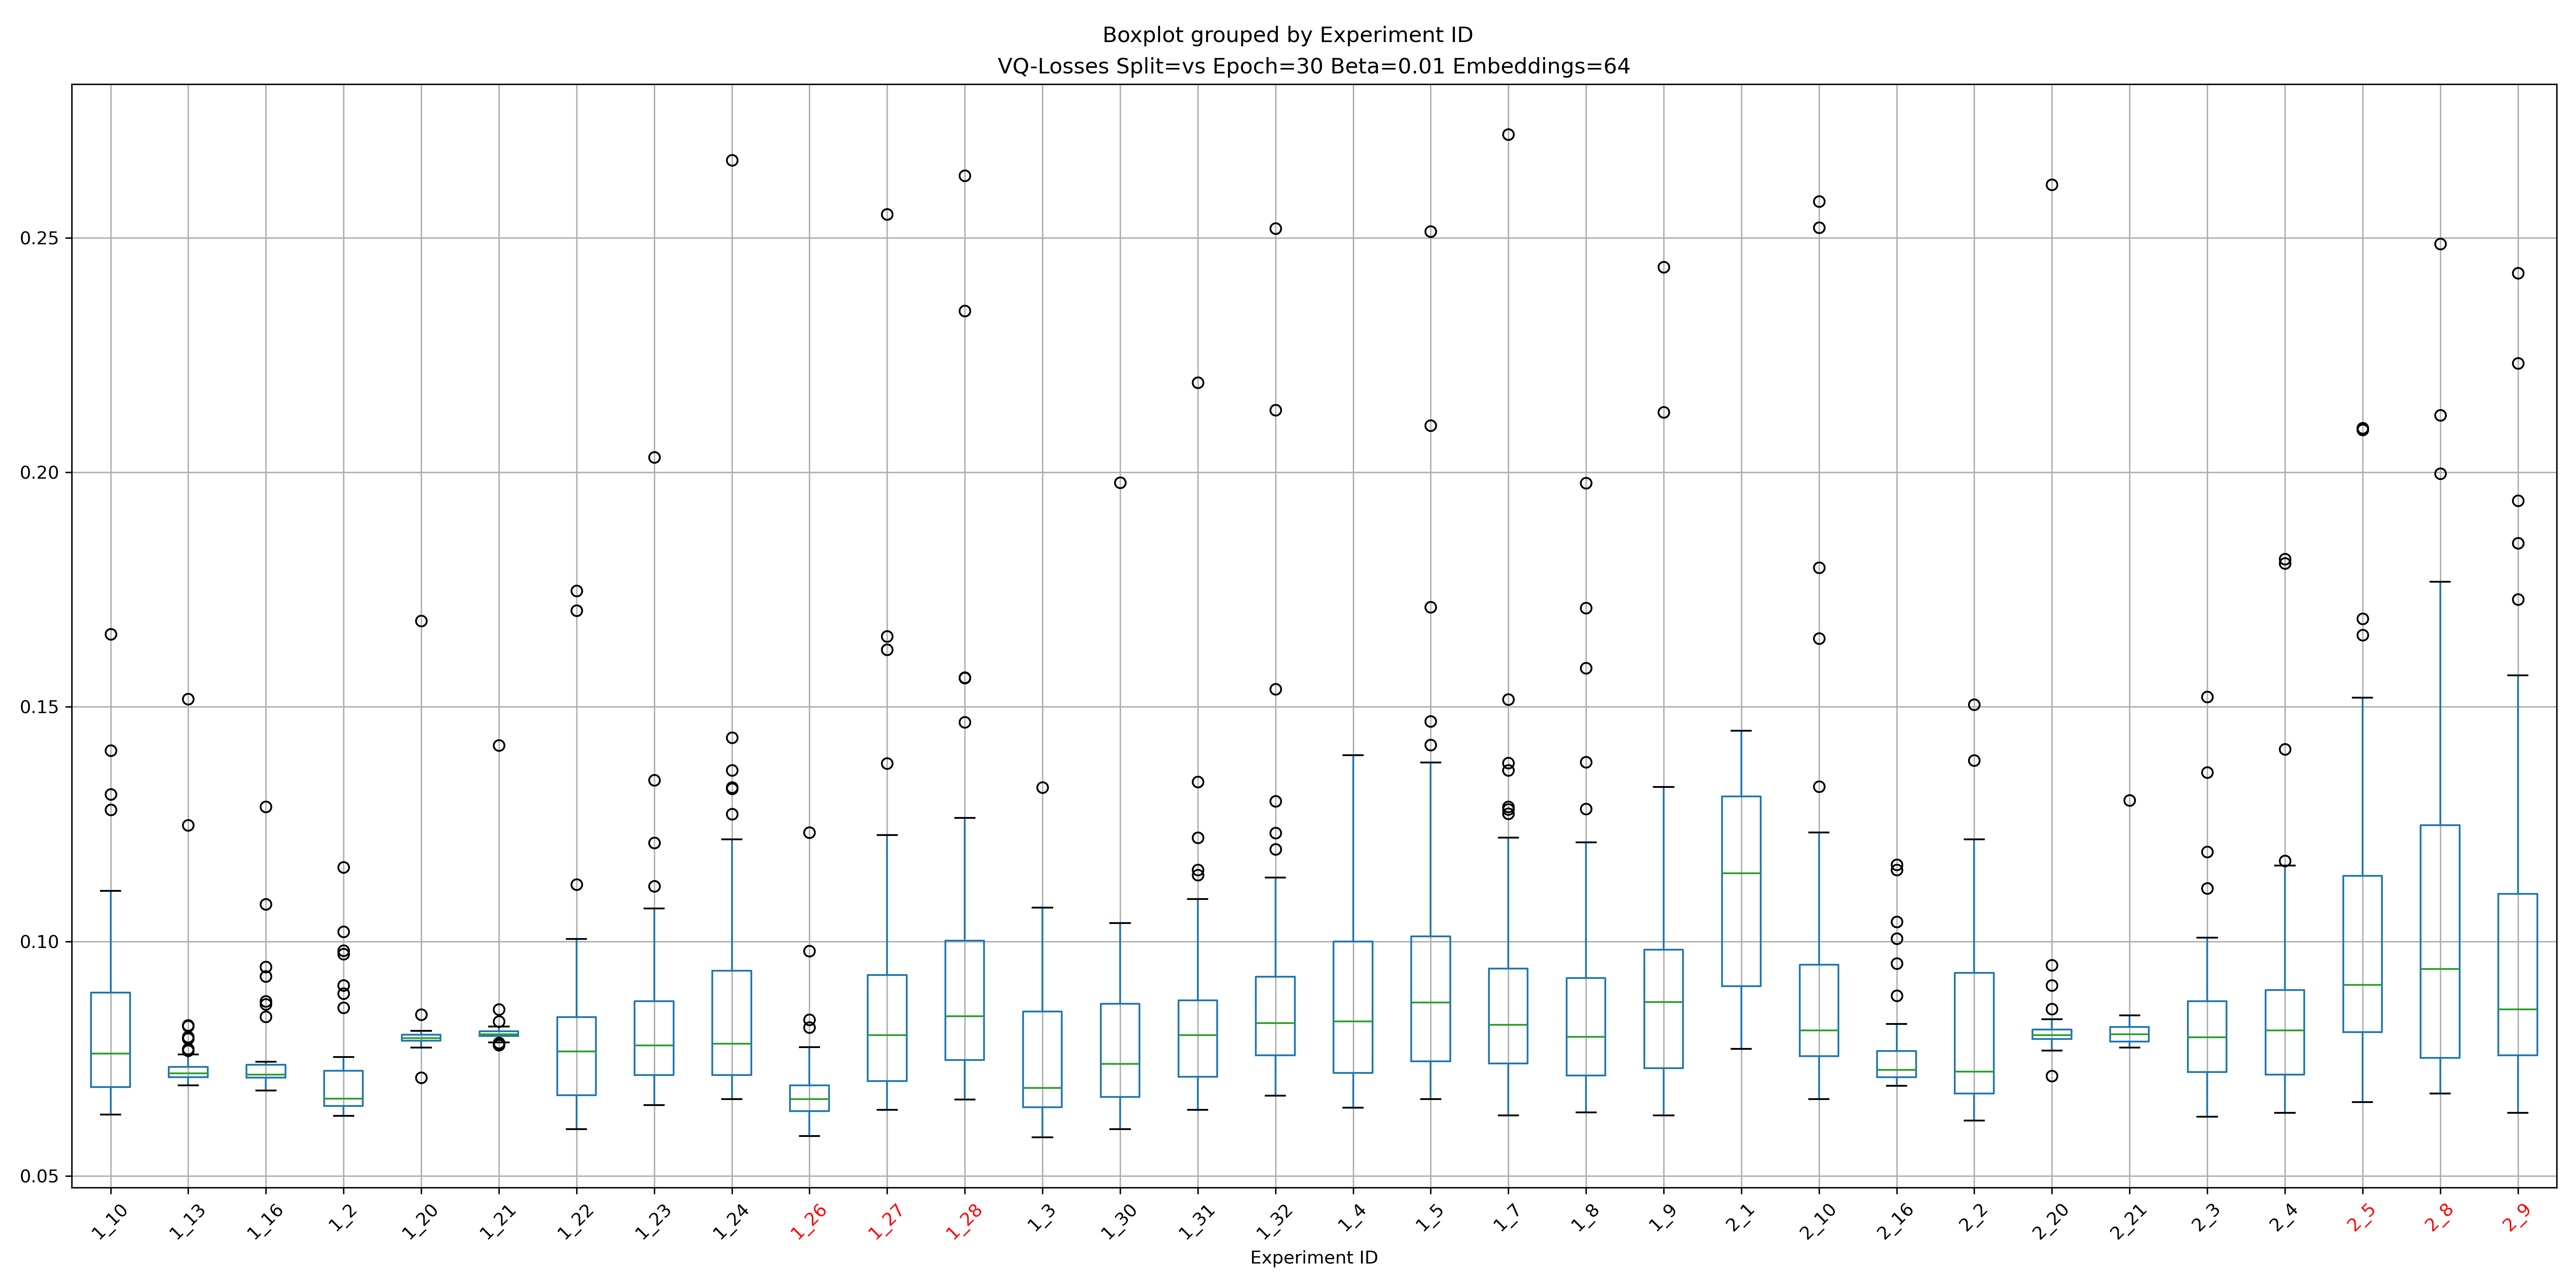 Boxplot grouped by Experiment ID
VQ-Losses Split=vs Epoch=30 Beta=0.01 Embeddings=64
0.25
0.20
0.15
0.10
0.05
1_10 1_13 1_16 1_2 1_20 1_21 1_22 1_23 1_24 1_26 1_27 1_28 1_3 1_30 1_31 1_32 1_4 1_5 1_7 1_8 1_9 2_1 2_10 2_16 2_2 2_20 2_21 2_3 2_4 2_5 2_8 2_9
Experiment ID